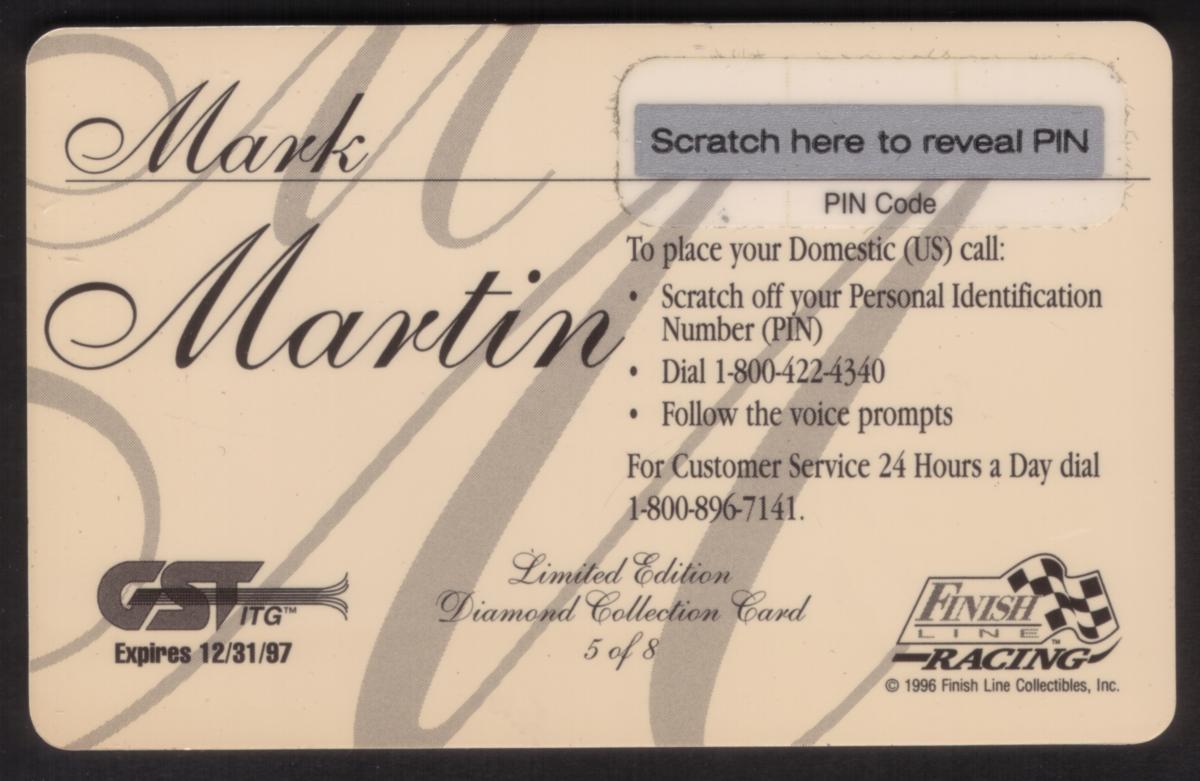 Mark
Martin
Scratch here to reveal PIN
PIN Code
To place your Domestic (US) call:
• Scratch off your Personal Identification
Number (PIN)
• Dial 1-800-422-4340
• Follow the voice prompts
For Customer Service 24 Hours a Day dial
1-800-896-7141.
GST ITG™
Expires 12/31/97
Limited Edition
Diamond Collection Card
5 of 8
FINISH
LINE™
RACING
© 1996 Finish Line Collectibles, Inc.